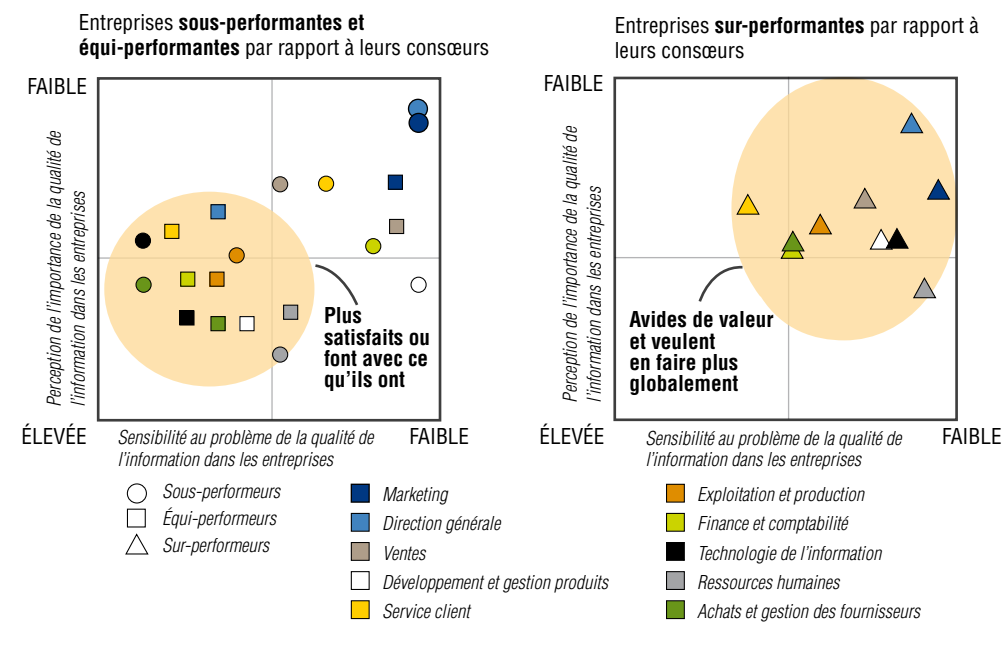 Entreprises sous-performantes et
équi-performantes par rapport à leurs consœurs
FAIBLE
Perception de l'importance de la qualité de
l'information dans les entreprises
Plus
satisfaits ou
font avec ce
qu'ils ont
ÉLEVÉE
Sensibilité au problème de la qualité de
l'information dans les entreprises
FAIBLE
Entreprises sur-performantes par rapport à
leurs consœurs
FAIBLE
Perception de l'importance de la qualité de
l'information dans les entreprises
Avides de valeur
et veulent
en faire plus
globalement
ÉLEVÉE
Sensibilité au problème de la qualité de
l'information dans les entreprises
FAIBLE
Sous-performeurs
Équi-performeurs
Sur-performeurs
Marketing
Direction générale
Ventes
Développement et gestion produits
Service client
Exploitation et production
Finance et comptabilité
Technologie de l'information
Ressources humaines
Achats et gestion des fournisseurs